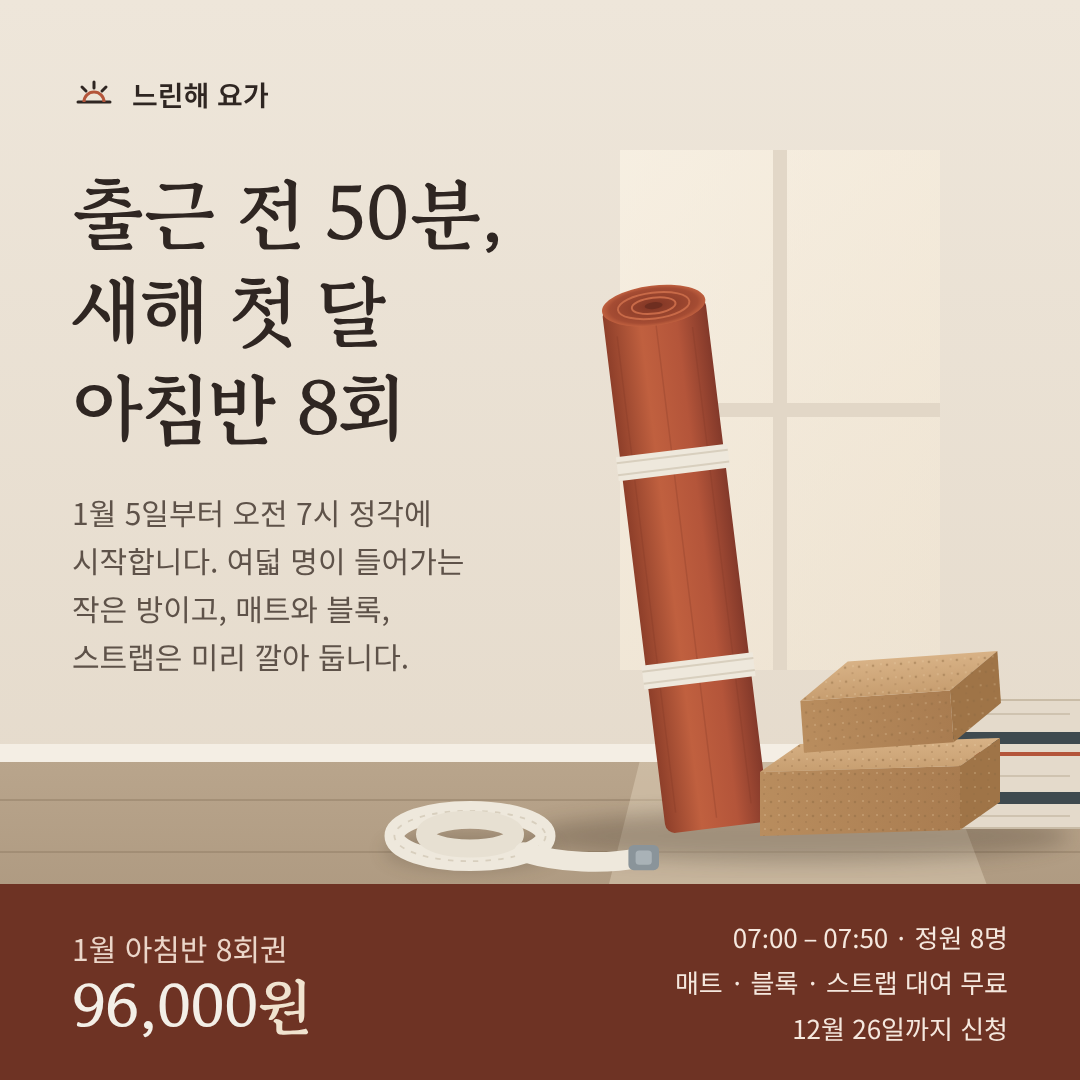 느린해 요가
출근 전 50분,
새해 첫 달
아침반 8회
1월 5일부터 오전 7시 정각에
시작합니다. 여덟 명이 들어가는
작은 방이고, 매트와 블록,
스트랩은 미리 깔아 둡니다.
1월 아침반 8회권
96,000원
07:00 – 07:50 · 정원 8명
매트 · 블록 · 스트랩 대여 무료
12월 26일까지 신청